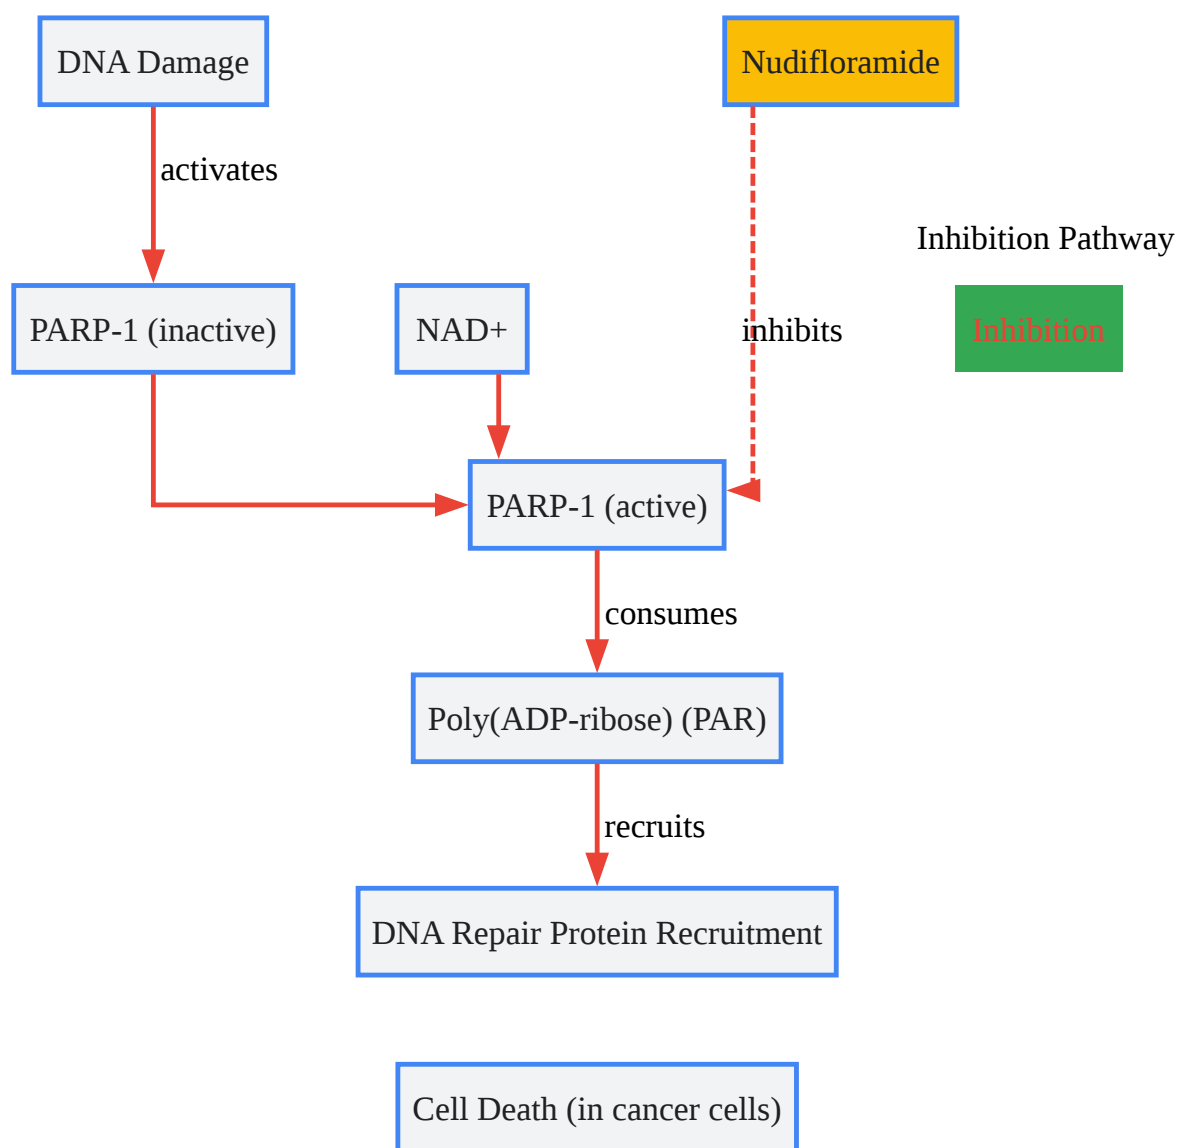 DNA Damage
Nudifloramide
activates
Inhibition Pathway
PARP-1 (inactive)
NAD+
inhibits
Inhibition
PARP-1 (active)
consumes
Poly(ADP-ribose) (PAR)
recruits
DNA Repair Protein Recruitment
Cell Death (in cancer cells)